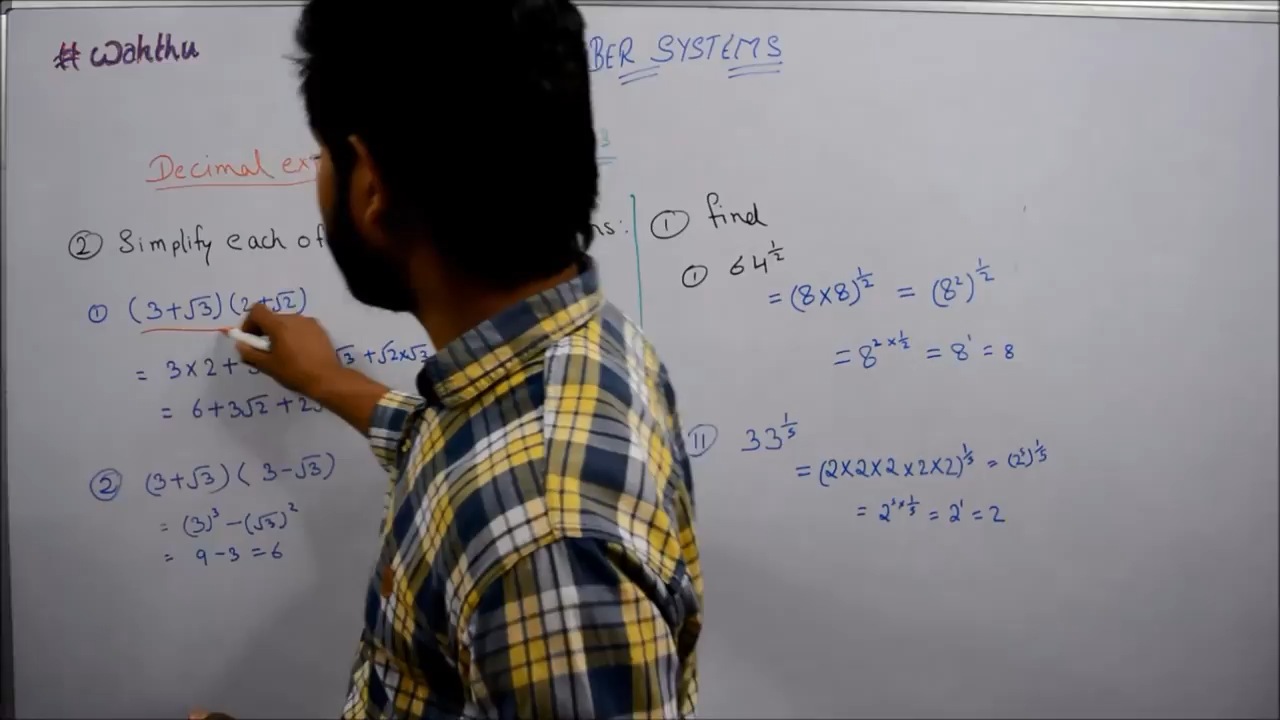 # Wahthu
BER SYSTEMS
3
Decimal ex
② Simplify each of ns:
① (3+√3)(2+√2)
= 3×2+ √3 +√2×√3
= 6+3√2+2√
② (3+√3)(3-√3)
= (3)³-(√3)²
= 9-3=6
① find
① 64^½
= (8×8)^½ = (8²)^½
= 8^(2×½) = 8¹ = 8
II 33^(1/5)
= (2×2×2×2×2)^(1/5) = (2⁵)^(1/5)
= 2^(5×1/5) = 2¹ = 2